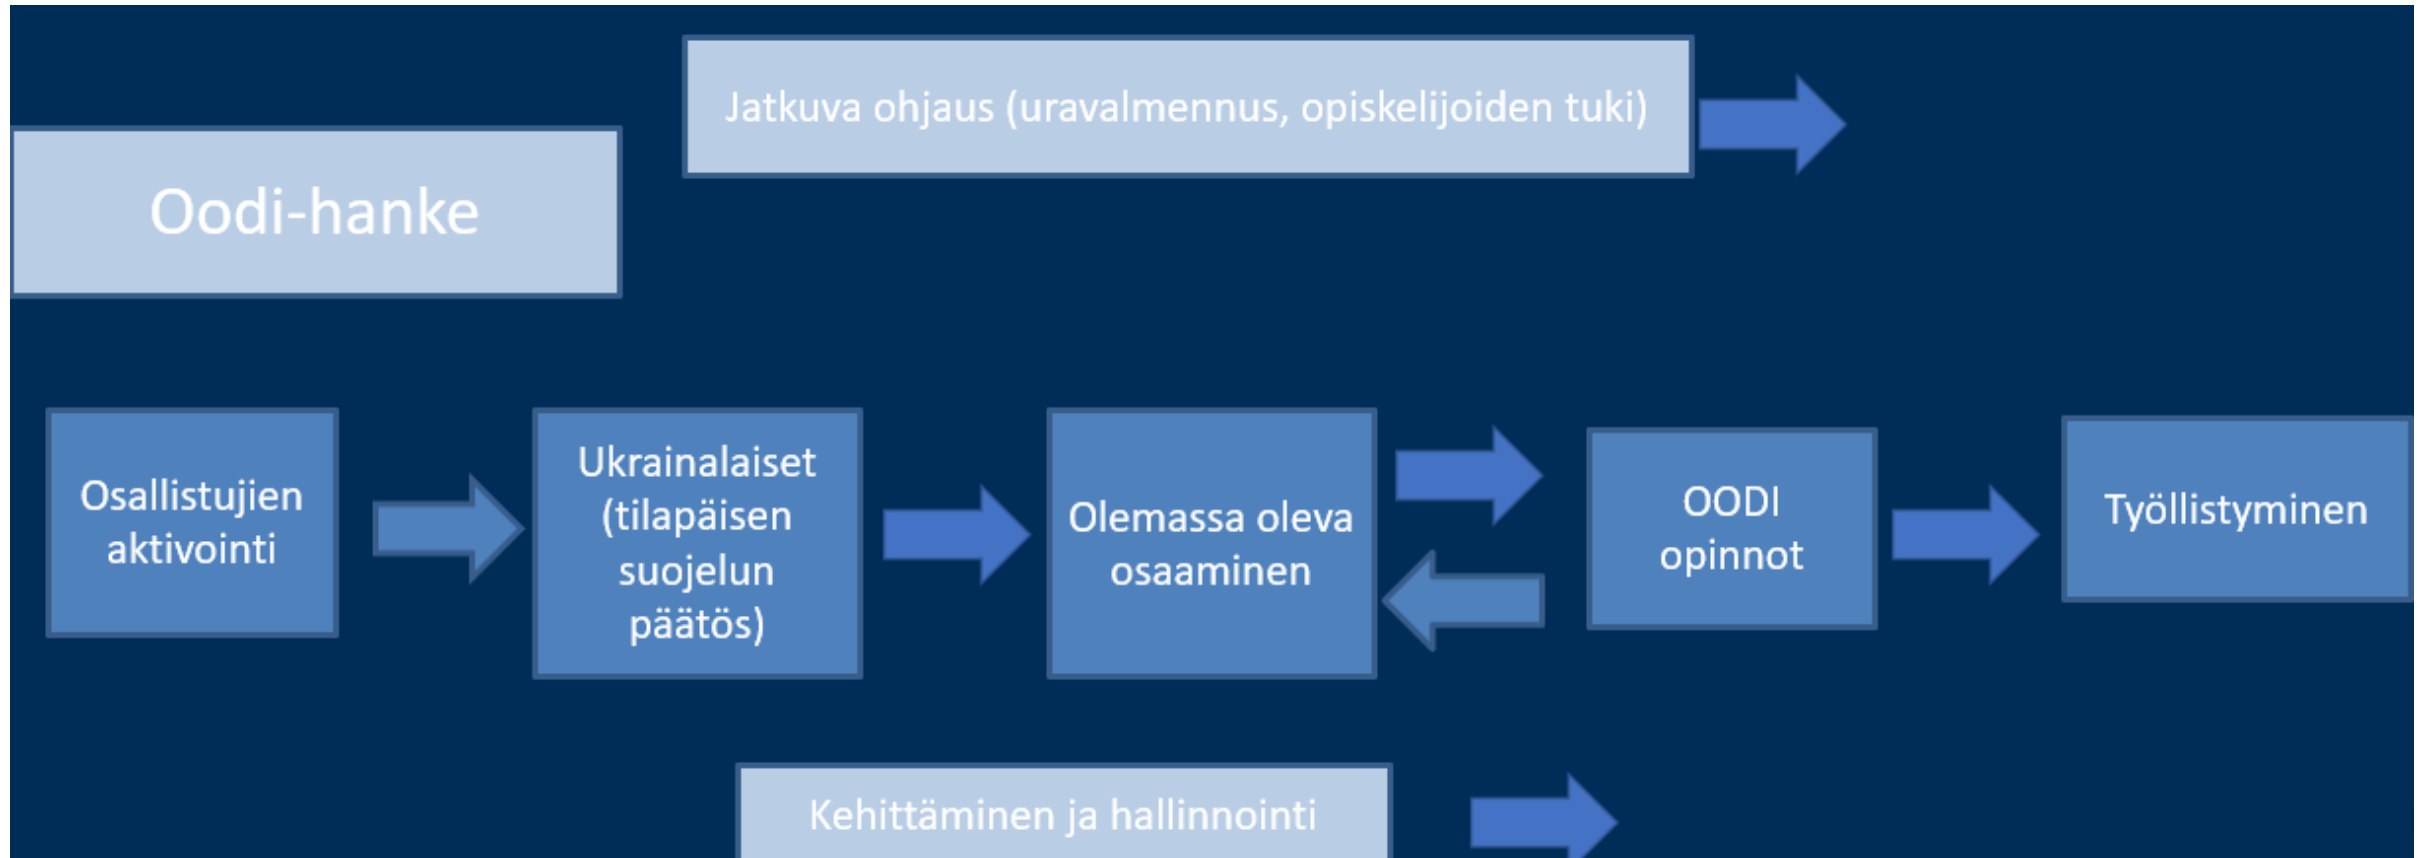 Jatkuva ohjaus (uravalmennus, opiskelijoiden tuki)
Oodi-hanke
Osallistujien
aktivointi
Ukrainalaiset
(tilapäisen
suojelun
päätös)
Olemassa oleva
osaaminen
OODI
opinnot
Työllistyminen
Kehittäminen ja hallinnointi